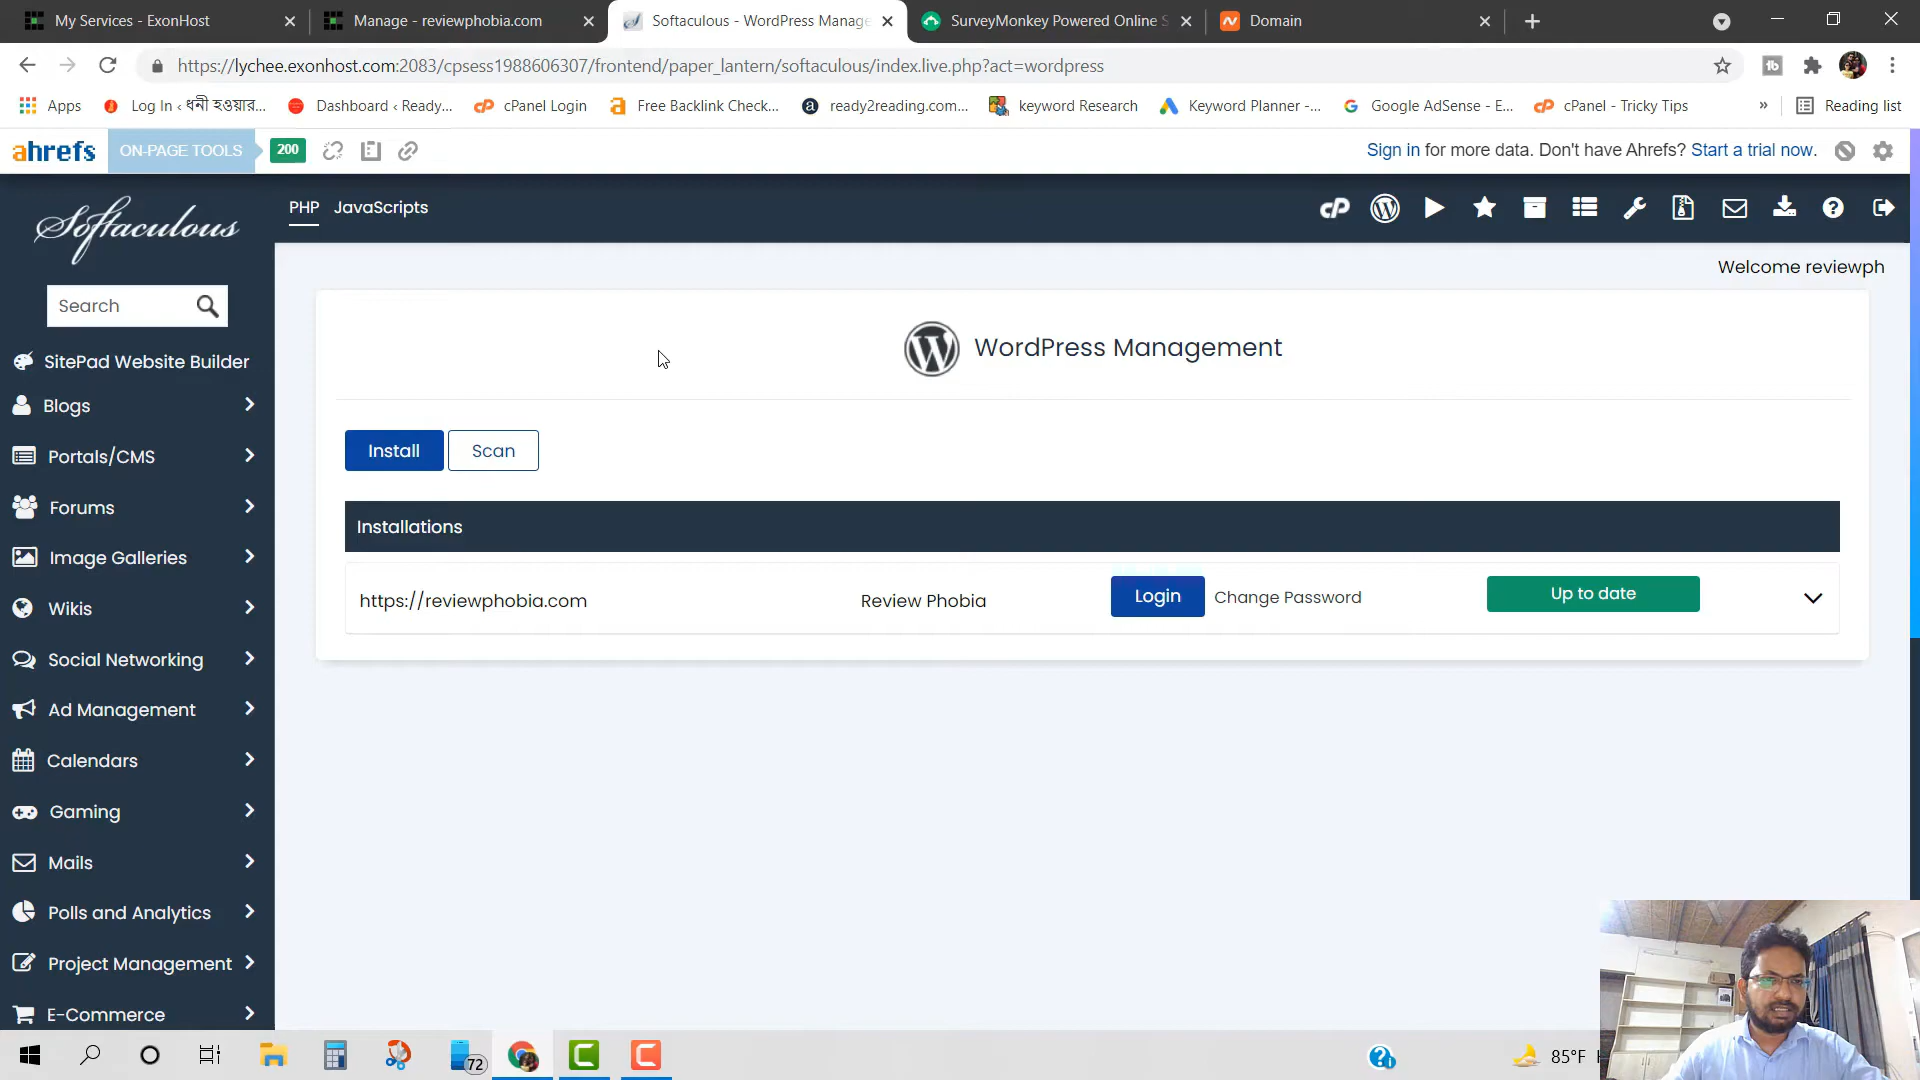 My Services - ExonHost
Manage - reviewphobia.com
Softaculous - WordPress Manage
SurveyMonkey Powered Online S
Domain
https://lychee.exonhost.com:2083/cpsess1988606307/frontend/paper_lantern/softaculous/index.live.php?act=wordpress
Apps
Log In ‹ ধনী হওয়ার...
Dashboard ‹ Ready...
cPanel Login
Free Backlink Check...
ready2reading.com...
keyword Research
Keyword Planner -...
Google AdSense - E...
cPanel - Tricky Tips
»
Reading list
ahrefs
ON-PAGE TOOLS
200
Sign in for more data. Don't have Ahrefs? Start a trial now.
Softaculous
PHP
JavaScripts
Welcome reviewph
Search
SitePad Website Builder
Blogs
Portals/CMS
Forums
Image Galleries
Wikis
Social Networking
Ad Management
Calendars
Gaming
Mails
Polls and Analytics
Project Management
E-Commerce
WordPress Management
Install
Scan
Installations
https://reviewphobia.com
Review Phobia
Login
Change Password
Up to date
72
85°F